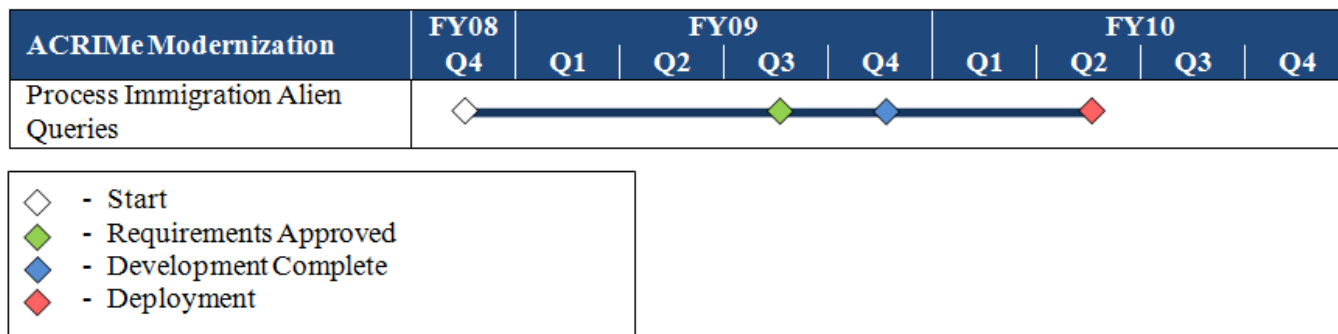 ACRIMe Modernization
FY08 FY09 FY10
Q4 Q1 Q2 Q3 Q4 Q1 Q2 Q3 Q4
Process Immigration Alien
Queries
- Start
- Requirements Approved
- Development Complete
- Deployment